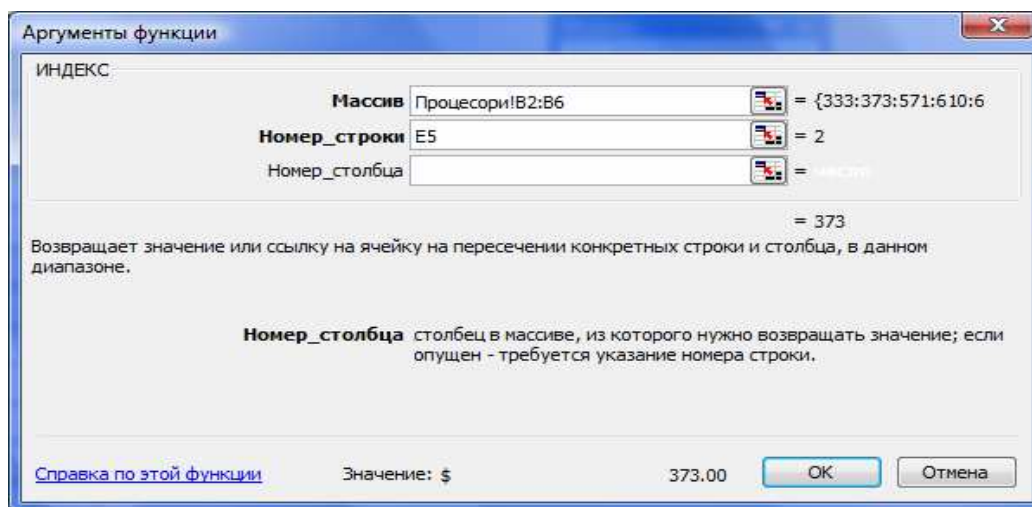 Аргументы функции
ИНДЕКС
Массив Процесори!B2:B6 = {333:373:571:610:6
Номер_строки E5 = 2
Номер_столбца =
= 373
Возвращает значение или ссылку на ячейку на пересечении конкретных строки и столбца, в данном
диапазоне.
Номер_столбца столбец в массиве, из которого нужно возвращать значение; если
опущен - требуется указание номера строки.
Справка по этой функции Значение: $ 373.00 OK Отмена